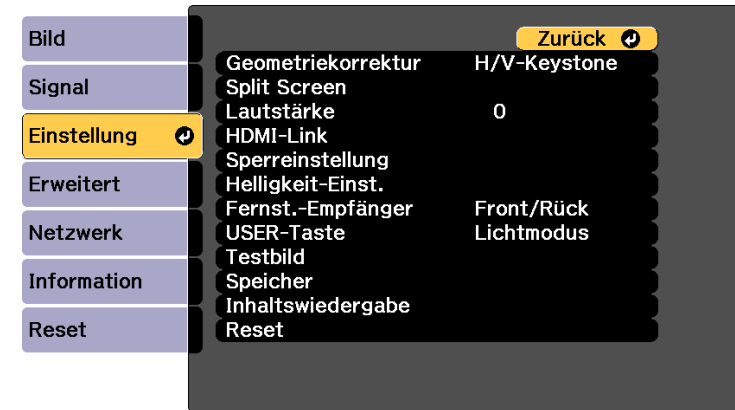 Bild
Signal
Einstellung
Erweitert
Netzwerk
Information
Reset
Zurück
Geometriekorrektur H/V-Keystone
Split Screen
Lautstärke 0
HDMI-Link
Sperreinstellung
Helligkeit-Einst.
Fernst.-Empfänger Front/Rück
USER-Taste Lichtmodus
Testbild
Speicher
Inhaltswiedergabe
Reset